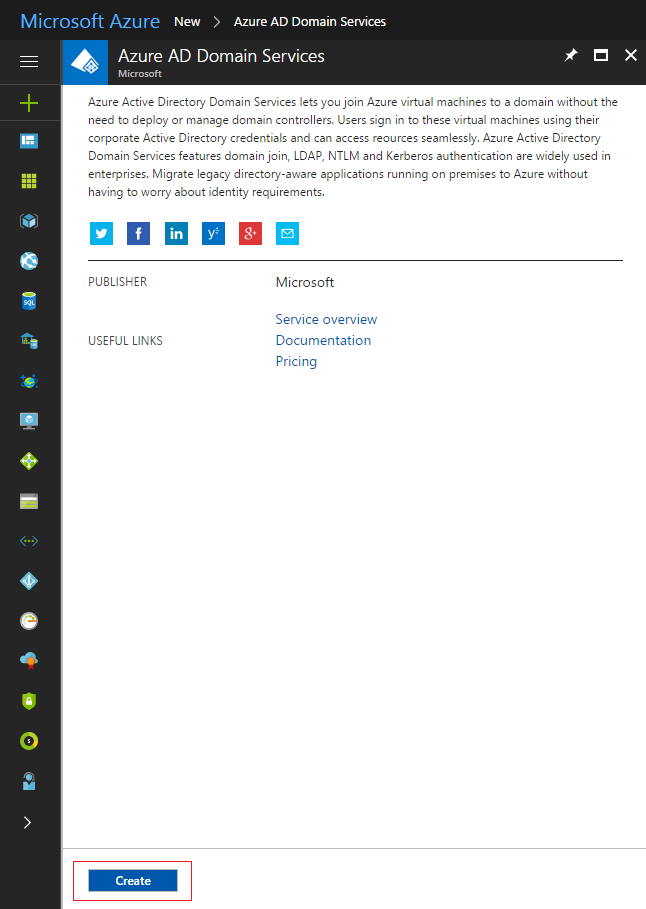 Microsoft Azure New > Azure AD Domain Services
Azure AD Domain Services
Microsoft
Azure Active Directory Domain Services lets you join Azure virtual machines to a domain without the
need to deploy or manage domain controllers. Users sign in to these virtual machines using their
corporate Active Directory credentials and can access reources seamlessly. Azure Active Directory
Domain Services features domain join, LDAP, NTLM and Kerberos authentication are widely used in
enterprises. Migrate legacy directory-aware applications running on premises to Azure without
having to worry about identity requirements.
PUBLISHER Microsoft
Service overview
USEFUL LINKS Documentation
Pricing
SQL
Create